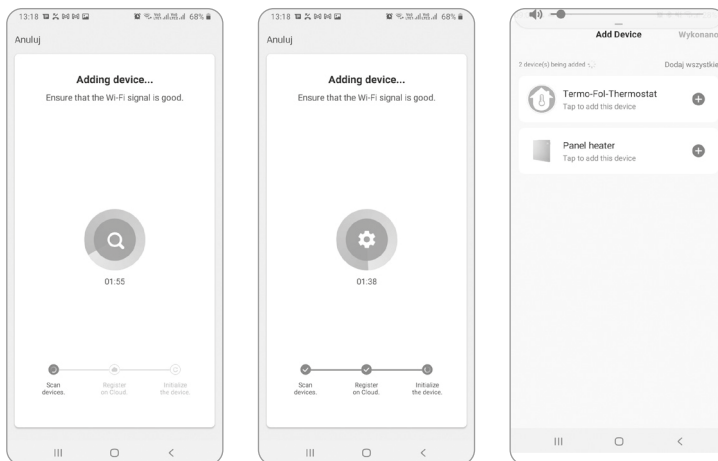 13:18 68%
Anuluj
Adding device...
Ensure that the Wi-Fi signal is good.
01:55
Scan
devices.
Register
on Cloud.
Initialize
the device.
13:18 68%
Anuluj
Adding device...
Ensure that the Wi-Fi signal is good.
01:38
Scan
devices.
Register
on Cloud.
Initialize
the device.
Add Device
Wykonano
2 device(s) being added
Dodaj wszystkie
Termo-Fol-Thermostat
Tap to add this device
Panel heater
Tap to add this device